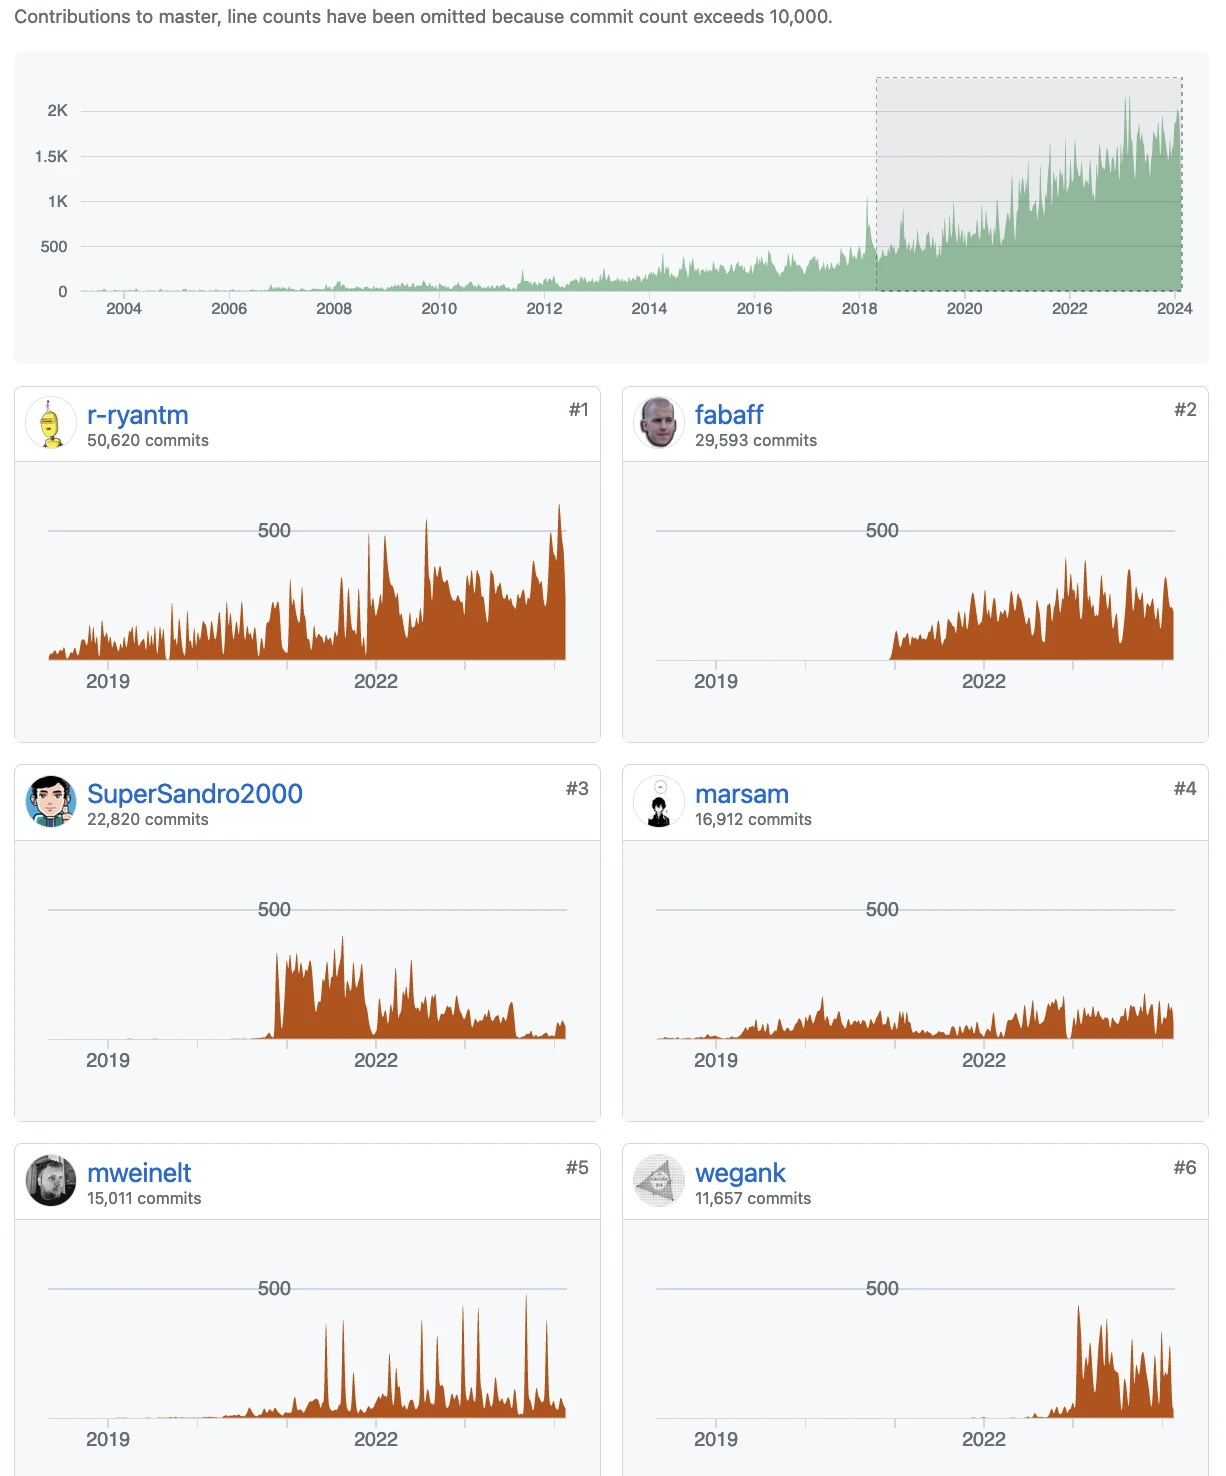 Contributions to master, line counts have been omitted because commit count exceeds 10,000.
2K
1.5K
1K
500
0
2004 2006 2008 2010 2012 2014 2016 2018 2020 2022 2024
r-ryantm #1
50,620 commits
500
2019 2022
fabaff #2
29,593 commits
500
2019 2022
SuperSandro2000 #3
22,820 commits
500
2019 2022
marsam #4
16,912 commits
500
2019 2022
mweinelt #5
15,011 commits
500
2019 2022
wegank #6
11,657 commits
500
2019 2022